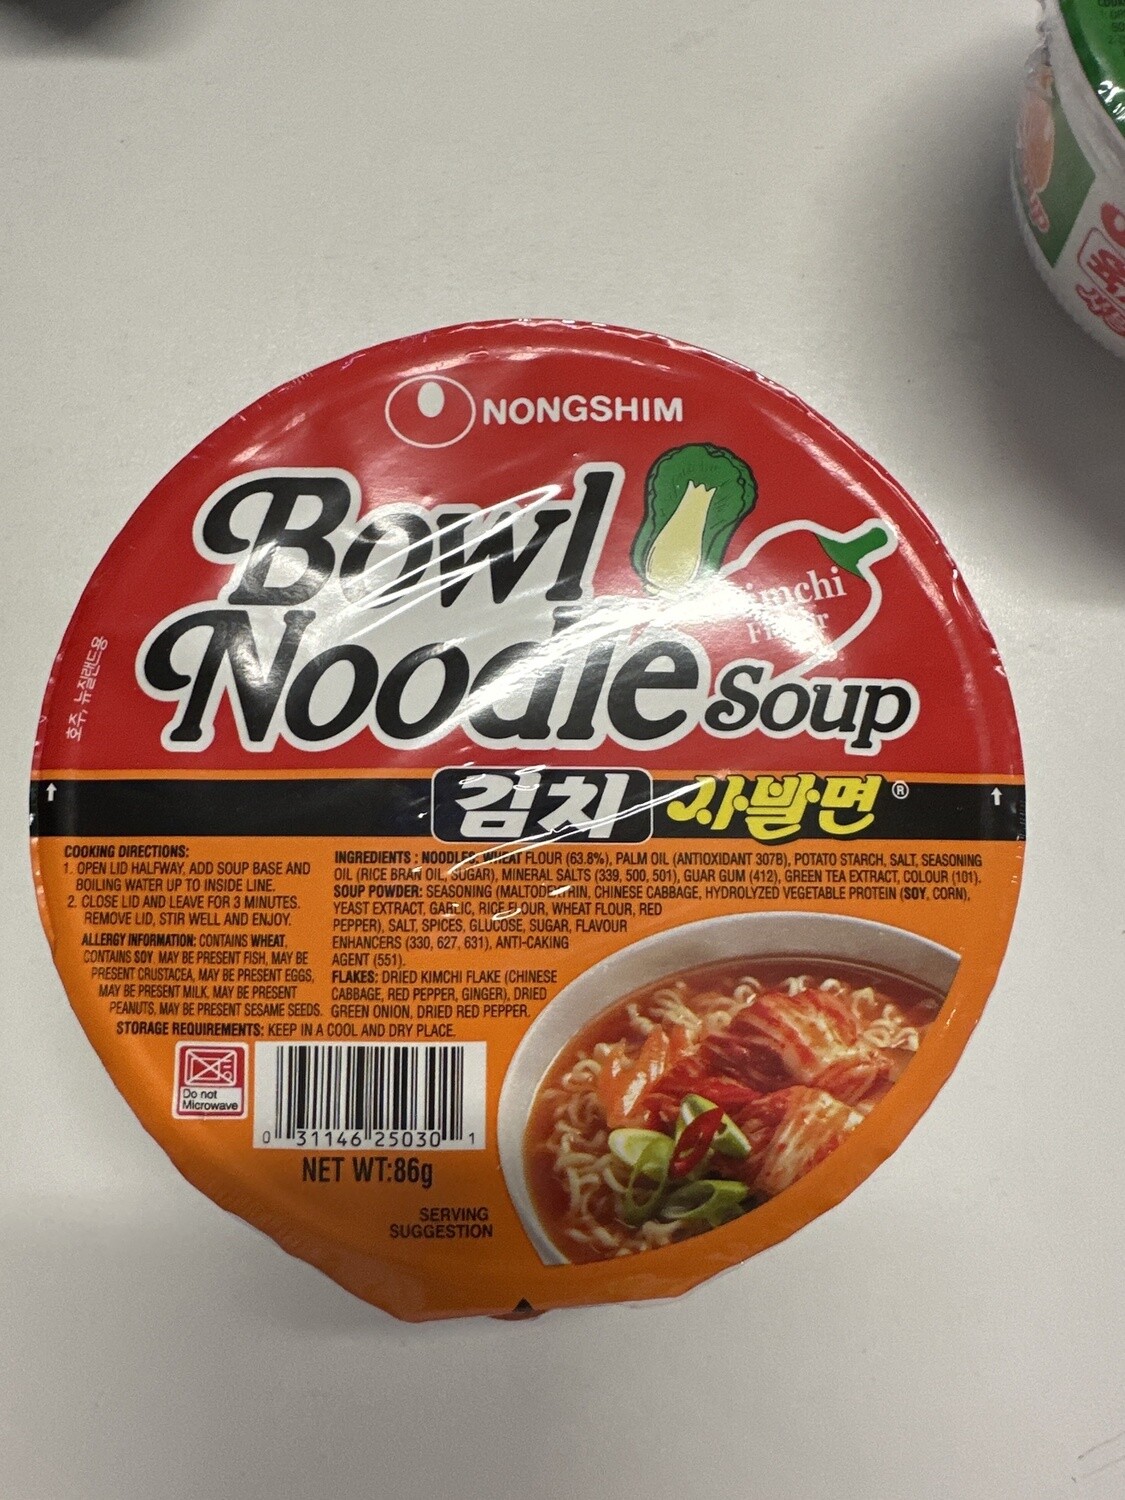 NONGSHIM
Bowl
Noodle Soup
호주, 뉴질랜드용
김치 사발면®
COOKING DIRECTIONS:
1. OPEN LID HALFWAY, ADD SOUP BASE AND
BOILING WATER UP TO INSIDE LINE.
2. CLOSE LID AND LEAVE FOR 3 MINUTES.
REMOVE LID, STIR WELL AND ENJOY.
ALLERGY INFORMATION: CONTAINS WHEAT,
CONTAINS SOY, MAY BE PRESENT FISH, MAY BE
PRESENT CRUSTACEA, MAY BE PRESENT EGGS,
MAY BE PRESENT MILK, MAY BE PRESENT
PEANUTS, MAY BE PRESENT SESAME SEEDS.
STORAGE REQUIREMENTS: KEEP IN A COOL AND DRY PLACE.
INGREDIENTS : NOODLES: WHEAT FLOUR (63.8%), PALM OIL (ANTIOXIDANT 307B), POTATO STARCH, SALT, SEASONING
OIL (RICE BRAN OIL, SUGAR), MINERAL SALTS (339, 500, 501), GUAR GUM (412), GREEN TEA EXTRACT, COLOUR (101).
SOUP POWDER: SEASONING (MALTODEXTRIN, CHINESE CABBAGE, HYDROLYZED VEGETABLE PROTEIN (SOY, CORN),
YEAST EXTRACT, GARLIC, RICE FLOUR, WHEAT FLOUR, RED
PEPPER), SALT, SPICES, GLUCOSE, SUGAR, FLAVOUR
ENHANCERS (330, 627, 631), ANTI-CAKING
AGENT (551).
FLAKES: DRIED KIMCHI FLAKE (CHINESE
CABBAGE, RED PEPPER, GINGER), DRIED
GREEN ONION, DRIED RED PEPPER.
Do not
Microwave
0 31146 25030 1
NET WT:86g
SERVING
SUGGESTION